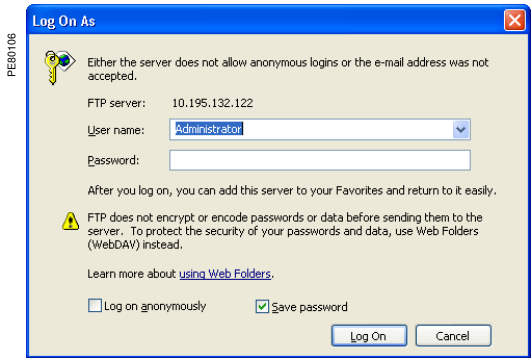 PE80106
Log On As
Either the server does not allow anonymous logins or the e-mail address was not
accepted.
FTP server: 10.195.132.122
User name: Administrator
Password:
After you log on, you can add this server to your Favorites and return to it easily.
FTP does not encrypt or encode passwords or data before sending them to the
server. To protect the security of your passwords and data, use Web Folders
(WebDAV) instead.
Learn more about using Web Folders.
Log on anonymously Save password
Log On Cancel